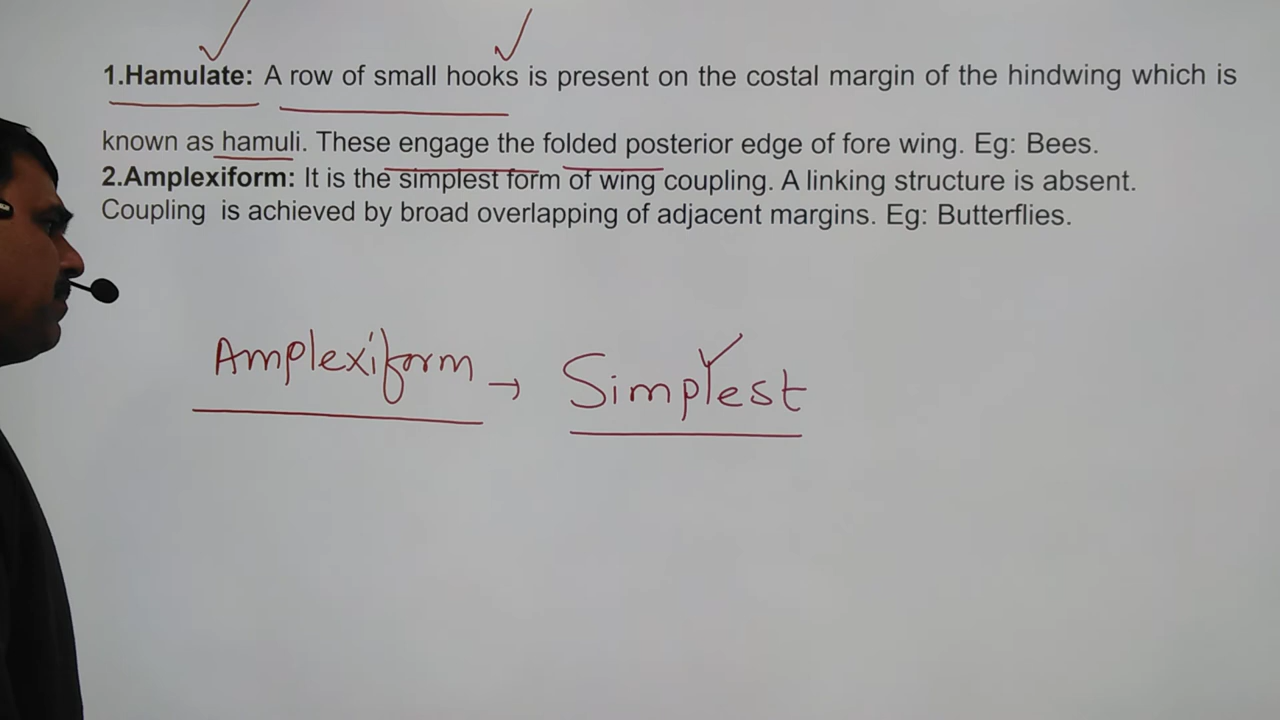 1.Hamulate: A row of small hooks is present on the costal margin of the hindwing which is
known as hamuli. These engage the folded posterior edge of fore wing. Eg: Bees.
2.Amplexiform: It is the simplest form of wing coupling. A linking structure is absent.
Coupling is achieved by broad overlapping of adjacent margins. Eg: Butterflies.
Amplexiform → Simplest